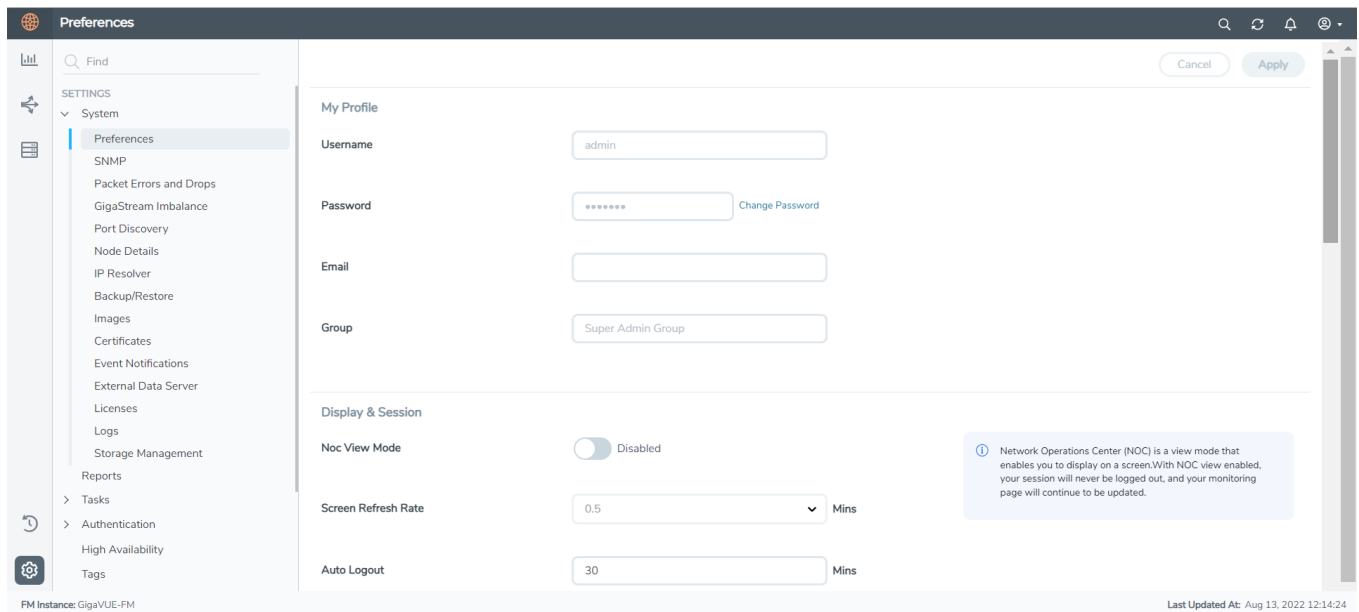 Preferences
Find
SETTINGS
System
Preferences
SNMP
Packet Errors and Drops
GigaStream Imbalance
Port Discovery
Node Details
IP Resolver
Backup/Restore
Images
Certificates
Event Notifications
External Data Server
Licenses
Logs
Storage Management
Reports
Tasks
Authentication
High Availability
Tags
Cancel Apply
My Profile
Username admin
Password ••••••• Change Password
Email
Group Super Admin Group
Display & Session
Noc View Mode Disabled
Network Operations Center (NOC) is a view mode that
enables you to display on a screen.With NOC view enabled,
your session will never be logged out, and your monitoring
page will continue to be updated.
Screen Refresh Rate 0.5 Mins
Auto Logout 30 Mins
FM Instance: GigaVUE-FM
Last Updated At: Aug 13, 2022 12:14:24